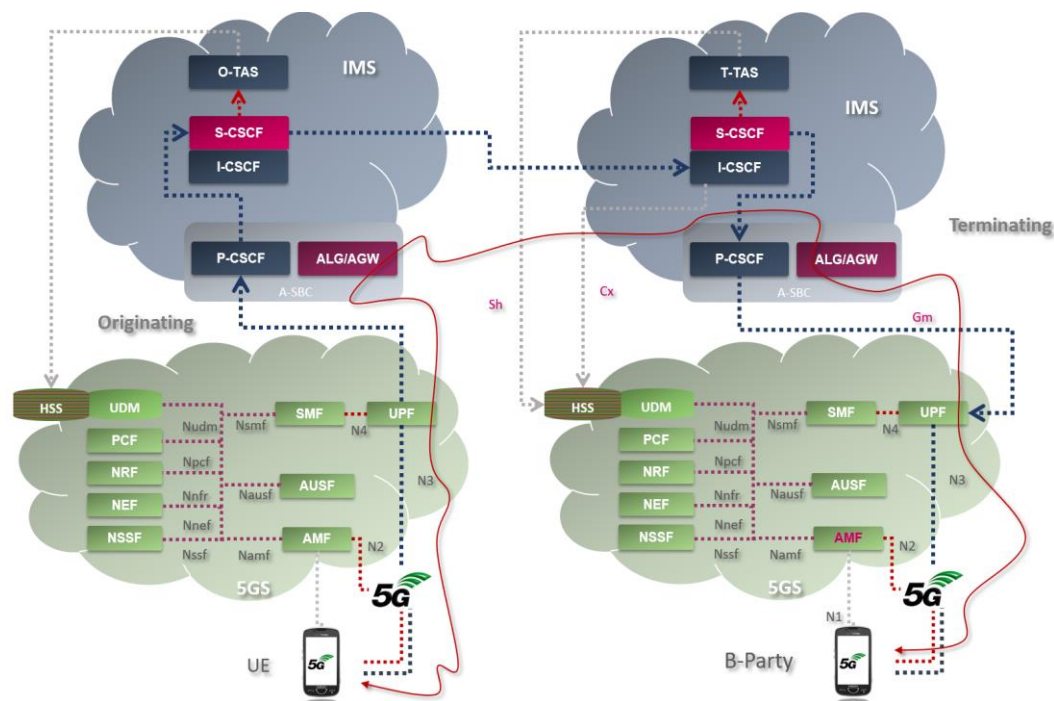 O-TAS
IMS
S-CSCF
I-CSCF
P-CSCF
ALG/AGW
A-SBC
Originating
HSS
UDM
PCF
NRF
NEF
NSSF
Nudm
Npcf
Nnfr
Nnef
Nssf
Nsmf
Nausf
Namf
SMF
N4
UPF
AUSF
AMF
N3
N2
5GS
5G
UE
5G
T-TAS
IMS
S-CSCF
I-CSCF
Terminating
P-CSCF
ALG/AGW
A-SBC
Sh
Cx
Gm
HSS
UDM
PCF
NRF
NEF
NSSF
Nudm
Npcf
Nnfr
Nnef
Nssf
Nsmf
Nausf
Namf
SMF
N4
UPF
AUSF
AMF
N3
N2
5GS
5G
N1
B-Party
5G